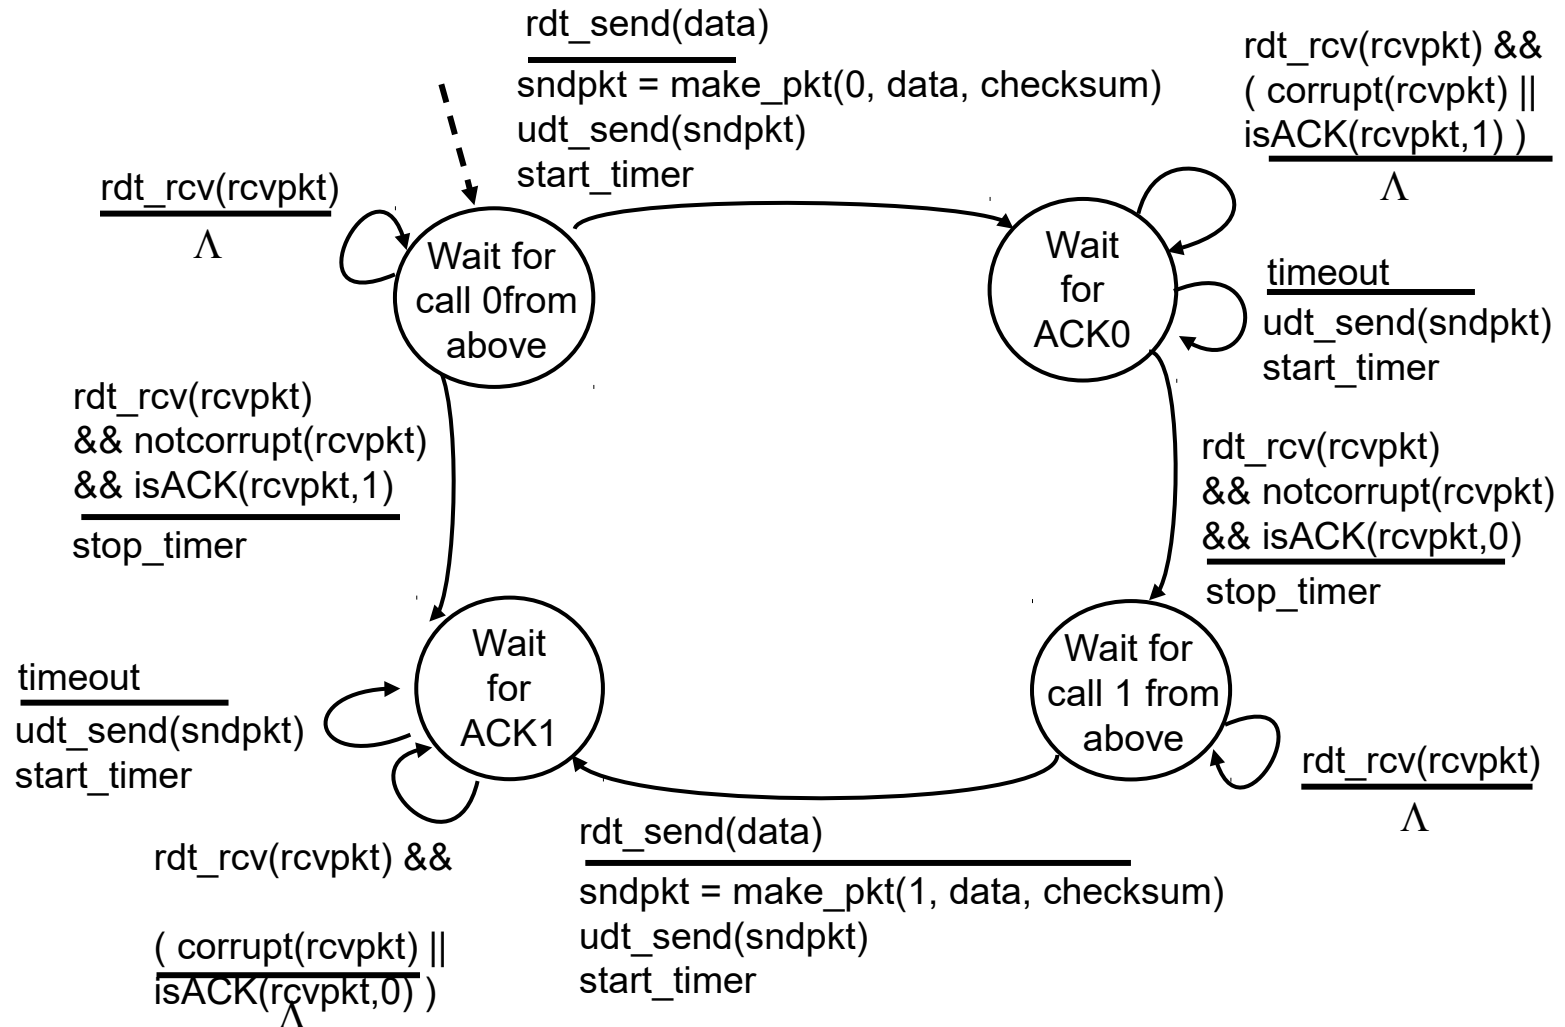 rdt_send(data)
sndpkt = make_pkt(0, data, checksum)
udt_send(sndpkt)
start_timer
rdt_rcv(rcvpkt) &&
( corrupt(rcvpkt) ||
isACK(rcvpkt,1) )
Λ
rdt_rcv(rcvpkt)
Λ
Wait for
call 0from
above
Wait
for
ACK0
timeout
udt_send(sndpkt)
start_timer
rdt_rcv(rcvpkt)
&& notcorrupt(rcvpkt)
&& isACK(rcvpkt,1)
stop_timer
rdt_rcv(rcvpkt)
&& notcorrupt(rcvpkt)
&& isACK(rcvpkt,0)
stop_timer
Wait
for
ACK1
Wait for
call 1 from
above
timeout
udt_send(sndpkt)
start_timer
rdt_rcv(rcvpkt)
Λ
rdt_rcv(rcvpkt) &&
( corrupt(rcvpkt) ||
isACK(rcvpkt,0) )
Λ
rdt_send(data)
sndpkt = make_pkt(1, data, checksum)
udt_send(sndpkt)
start_timer